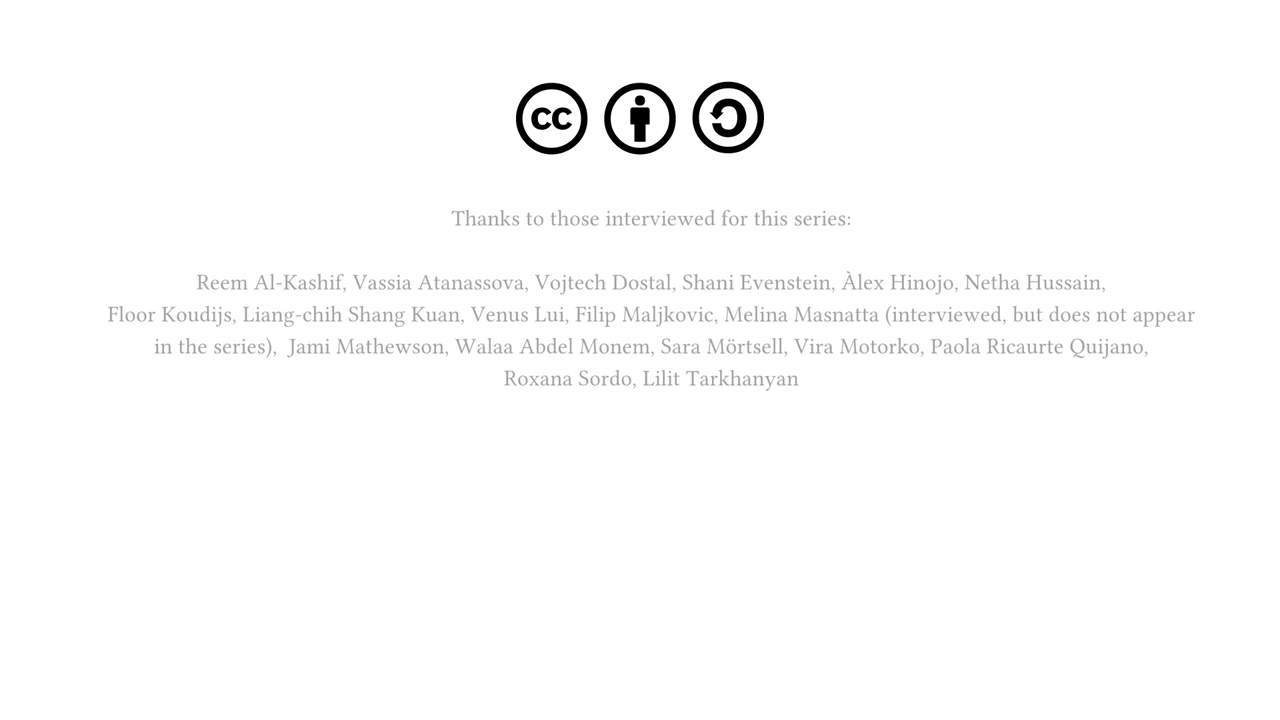 cc
Thanks to those interviewed for this series:
Reem Al-Kashif, Vassia Atanassova, Vojtech Dostal, Shani Evenstein, Àlex Hinojo, Netha Hussain,
Floor Koudijs, Liang-chih Shang Kuan, Venus Lui, Filip Maljkovic, Melina Masnatta (interviewed, but does not appear
in the series),  Jami Mathewson, Walaa Abdel Monem, Sara Mörtsell, Vira Motorko, Paola Ricaurte Quijano,
Roxana Sordo, Lilit Tarkhanyan